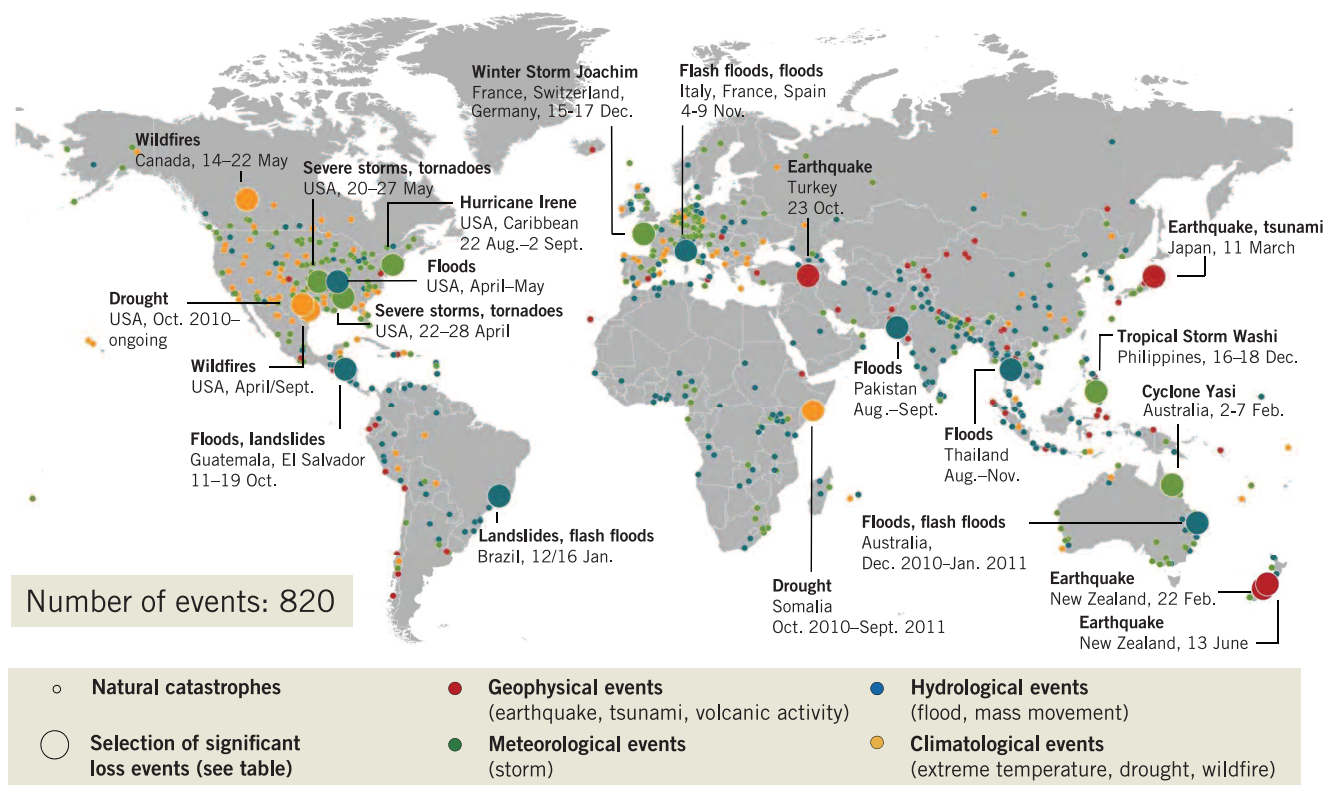 Winter Storm Joachim
France, Switzerland,
Germany, 15-17 Dec.
Flash floods, floods
Italy, France, Spain
4-9 Nov.
Wildfires
Canada, 14–22 May
Severe storms, tornadoes
USA, 20–27 May
Hurricane Irene
USA, Caribbean
22 Aug.–2 Sept.
Earthquake
Turkey
23 Oct.
Earthquake, tsunami
Japan, 11 March
Floods
USA, April–May
Drought
USA, Oct. 2010–
ongoing
Severe storms, tornadoes
USA, 22–28 April
Wildfires
USA, April/Sept.
Floods
Pakistan
Aug.–Sept.
Tropical Storm Washi
Philippines, 16–18 Dec.
Cyclone Yasi
Australia, 2-7 Feb.
Floods, landslides
Guatemala, El Salvador
11–19 Oct.
Floods
Thailand
Aug.–Nov.
Landslides, flash floods
Brazil, 12/16 Jan.
Floods, flash floods
Australia,
Dec. 2010–Jan. 2011
Drought
Somalia
Oct. 2010–Sept. 2011
Earthquake
New Zealand, 22 Feb.
Earthquake
New Zealand, 13 June
Number of events: 820
Natural catastrophes
Selection of significant
loss events (see table)
Geophysical events
(earthquake, tsunami, volcanic activity)
Meteorological events
(storm)
Hydrological events
(flood, mass movement)
Climatological events
(extreme temperature, drought, wildfire)